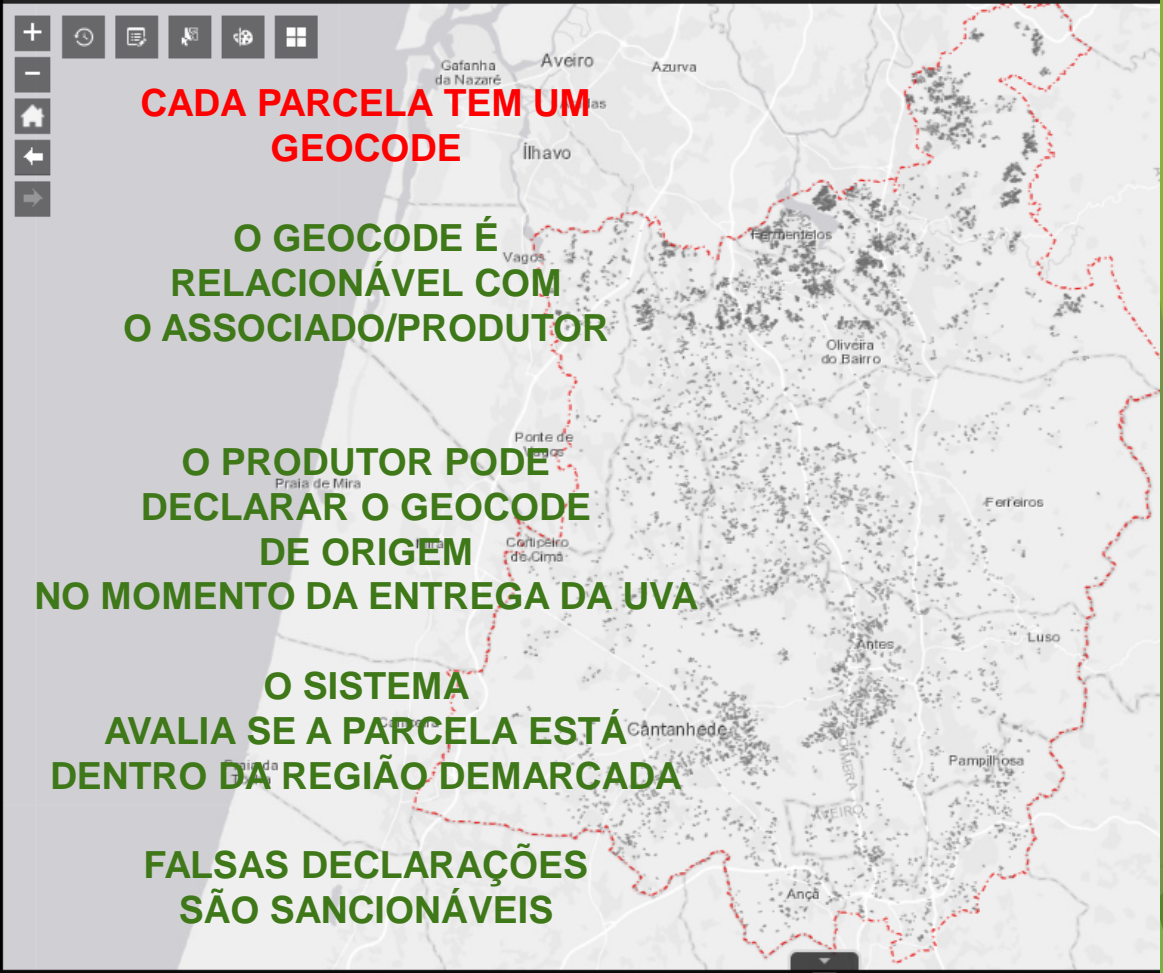 Aveiro
Gafanha
da Nazaré
Azurva
CADA PARCELA TEM UM
GEOCODE
Ílhavo
O GEOCODE É
RELACIONÁVEL COM
O ASSOCIADO/PRODUTOR
Fermentelos
Vagos
Oliveira
do Bairro
Ponte de
Vagos
O PRODUTOR PODE
DECLARAR O GEOCODE
DE ORIGEM
NO MOMENTO DA ENTREGA DA UVA
Praia de Mira
Ferreiros
Mira
Corticeiro
de Cima
Luso
Antes
O SISTEMA
AVALIA SE A PARCELA ESTÁ
DENTRO DA REGIÃO DEMARCADA
Cantanhede
COIMBRA
Pampilhosa
AVEIRO
FALSAS DECLARAÇÕES
SÃO SANCIONÁVEIS
Ançã